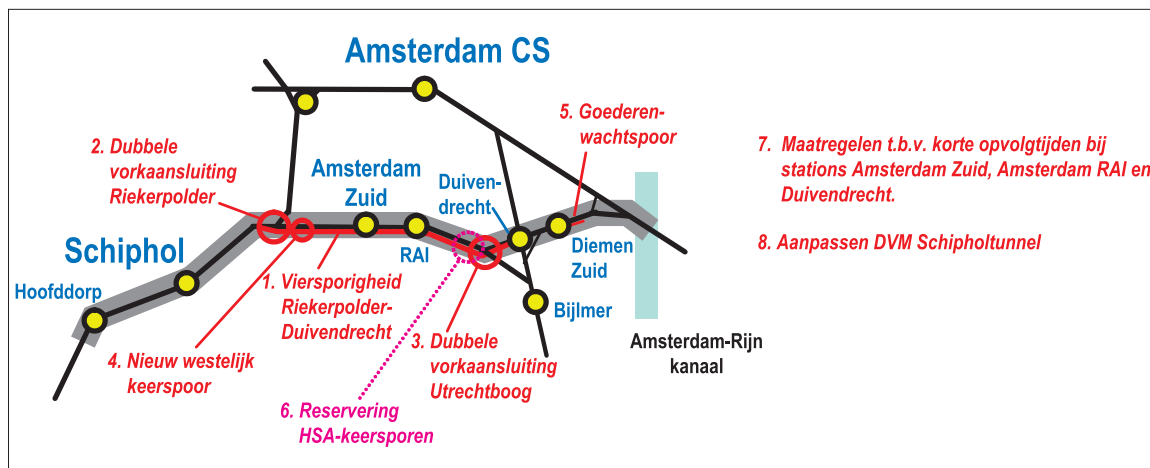 Amsterdam CS
5. Goederen-
wachtspoor
2. Dubbele
vorkaansluiting
Riekerpolder
Amsterdam
Zuid
Duiven-
drecht
7. Maatregelen t.b.v. korte opvolgtijden bij
stations Amsterdam Zuid, Amsterdam RAI en
Duivendrecht.
8. Aanpassen DVM Schipholtunnel
Schiphol
RAI
Diemen
Zuid
Hoofddorp
1. Viersporigheid
Riekerpolder-
Duivendrecht
Bijlmer
4. Nieuw westelijk
keerspoor
3. Dubbele
vorkaansluiting
Utrechtboog
Amsterdam-Rijn
kanaal
6. Reservering
HSA-keersporen